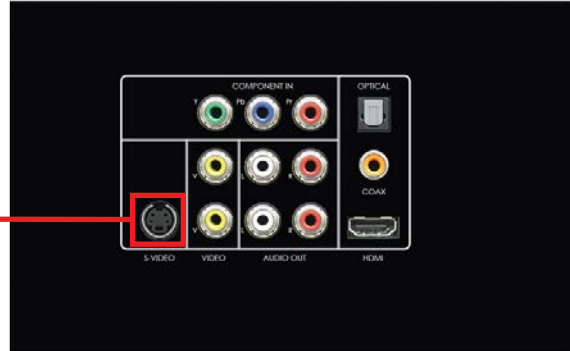 COMPONENT IN
OPTICAL
Y
Pb
Pr
V
L
R
COAX
V
L
R
S-VIDEO
VIDEO
AUDIO OUT
HDMI